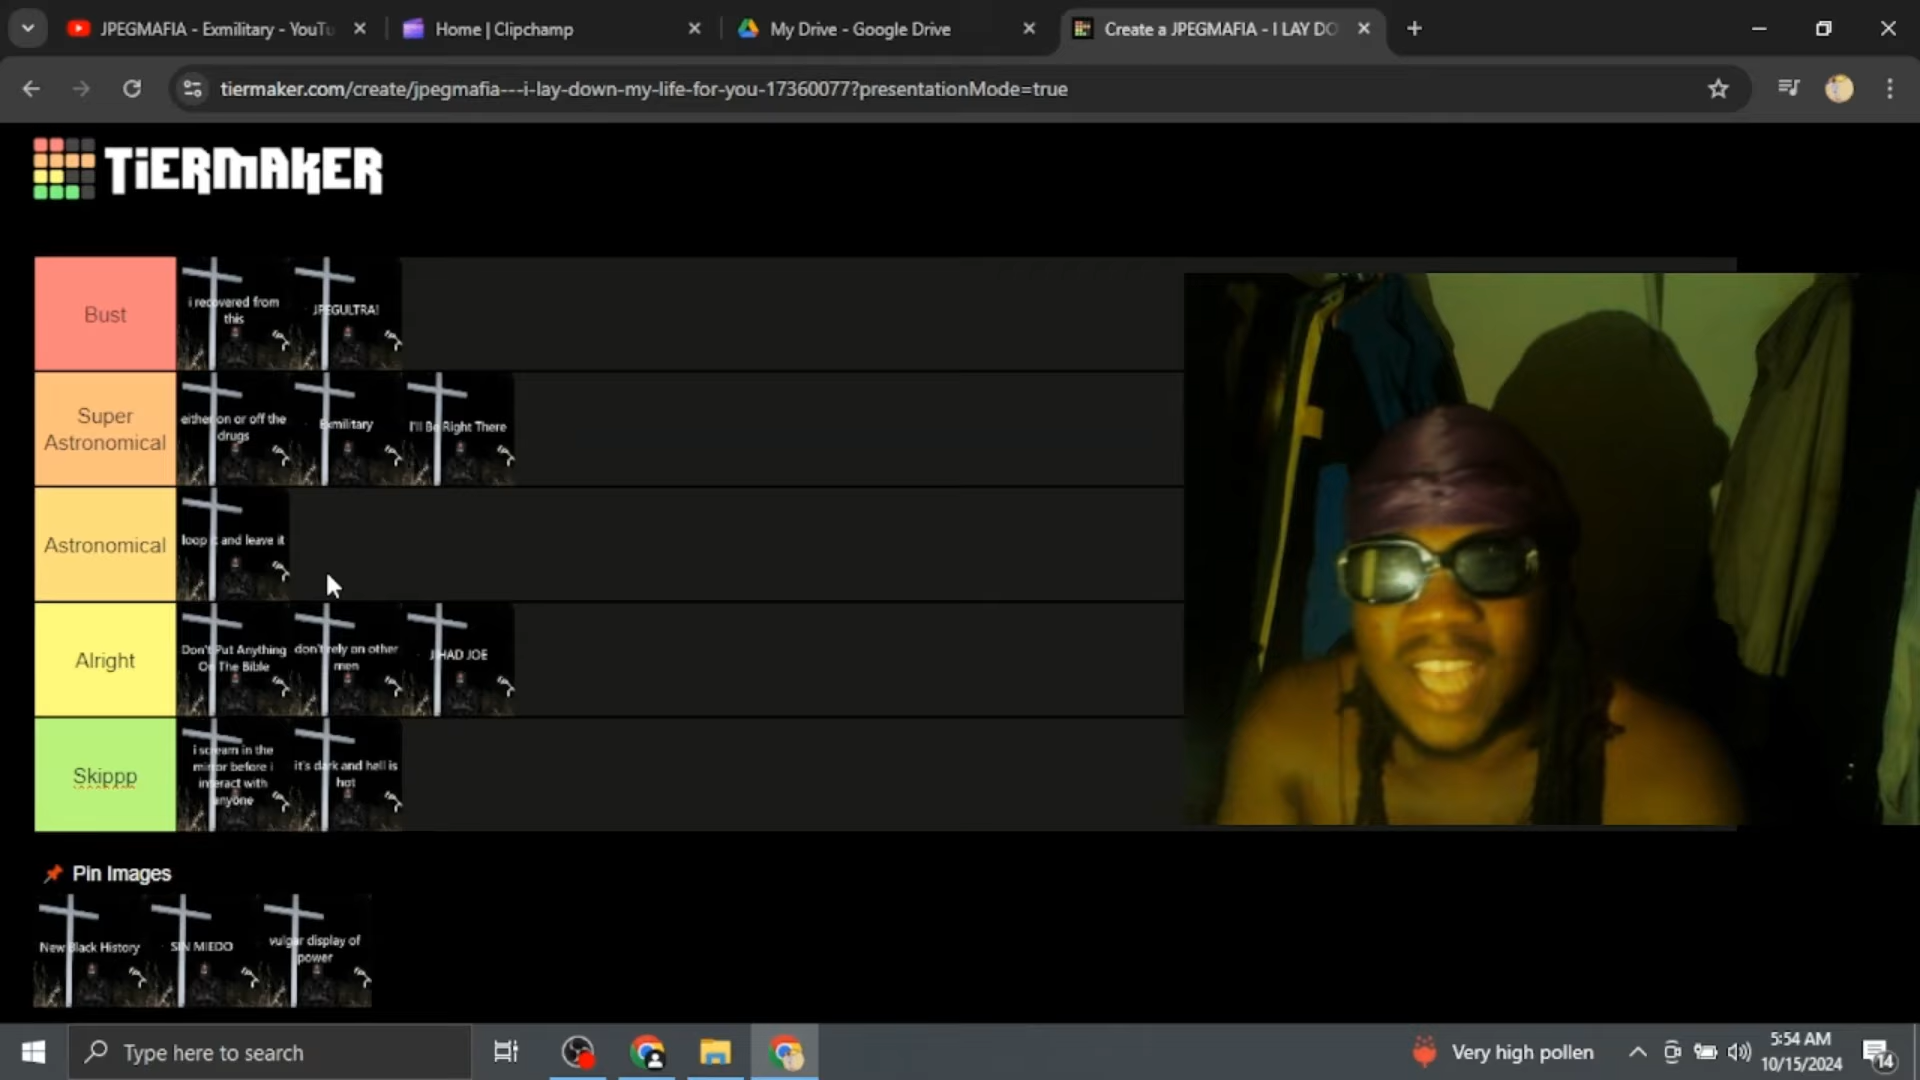 JPEGMAFIA - Exmilitary - YouTu
Home | Clipchamp
My Drive - Google Drive
Create a JPEGMAFIA - I LAY DO
tiermaker.com/create/jpegmafia---i-lay-down-my-life-for-you-17360077?presentationMode=true
TiERMAKER
Bust
i recovered from
this
JPEGULTRA!
Super
Astronomical
either on or off the
drugs
Exmilitary
I'll Be Right There
Astronomical
loop it and leave it
Alright
Don't Put Anything
On The Bible
don't rely on other
men
JIHAD JOE
Skippp
i scream in the
mirror before i
interact with
anyone
it's dark and hell is
hot
Pin Images
New Black History
SIN MIEDO
vulgar display of
power
Type here to search
Very high pollen
5:54 AM
10/15/2024
14